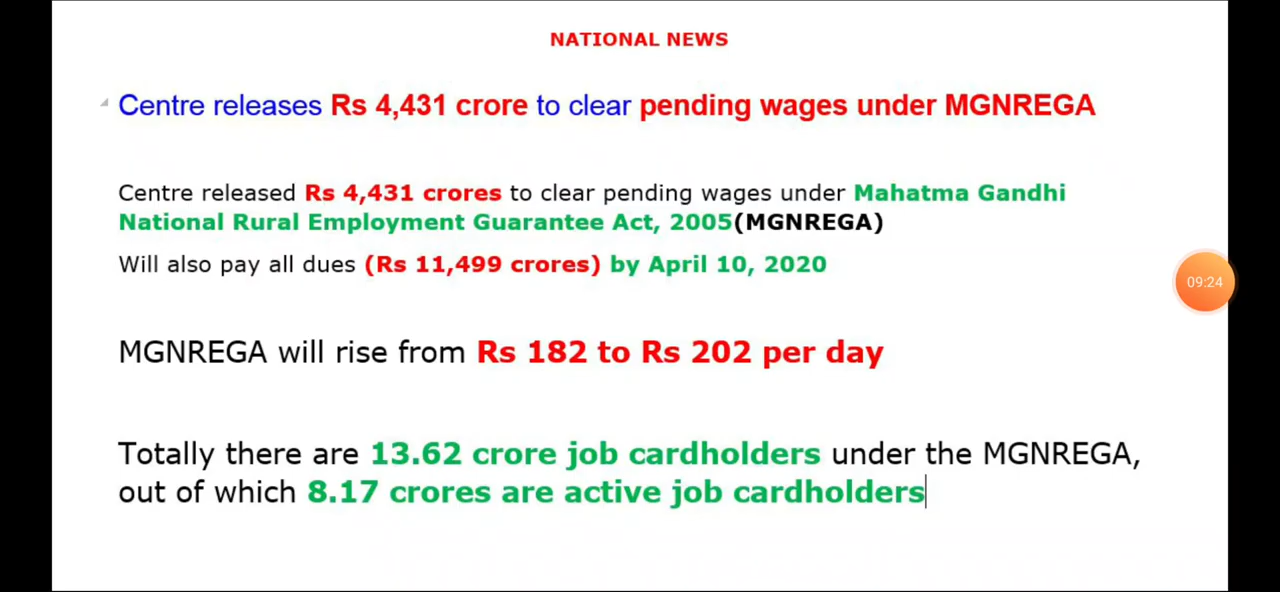 NATIONAL NEWS
Centre releases Rs 4,431 crore to clear pending wages under MGNREGA
Centre released Rs 4,431 crores to clear pending wages under Mahatma Gandhi
National Rural Employment Guarantee Act, 2005(MGNREGA)
Will also pay all dues (Rs 11,499 crores) by April 10, 2020
09:24
MGNREGA will rise from Rs 182 to Rs 202 per day
Totally there are 13.62 crore job cardholders under the MGNREGA,
out of which 8.17 crores are active job cardholders